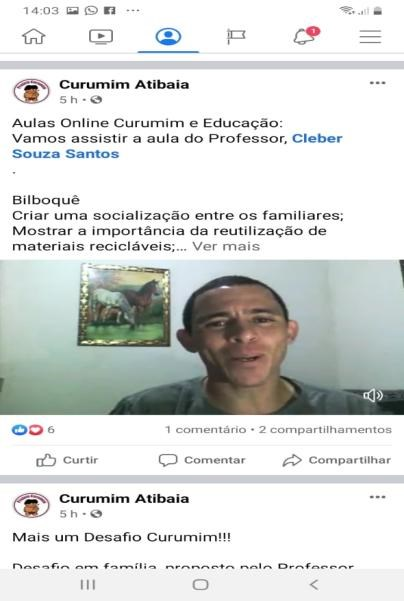 14:03
1
Curumim Atibaia
5 h
Aulas Online Curumim e Educação:
Vamos assistir a aula do Professor, Cleber
Souza Santos
.
Bilboquê
Criar uma socialização entre os familiares;
Mostrar a importância da reutilização de
materiais recicláveis;... Ver mais
6
1 comentário • 2 compartilhamentos
Curtir Comentar Compartilhar
Curumim Atibaia
5 h
Mais um Desafio Curumim!!!
Desafio em família, proposto pelo Professor